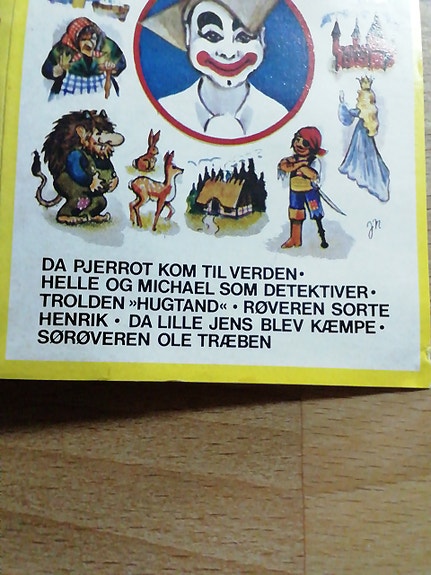 DA PJERROT KOM TIL VERDEN •
HELLE OG MICHAEL SOM DETEKTIVER •
TROLDEN »HUGTAND« • RØVEREN SORTE
HENRIK • DA LILLE JENS BLEV KÆMPE •
SØRØVEREN OLE TRÆBEN